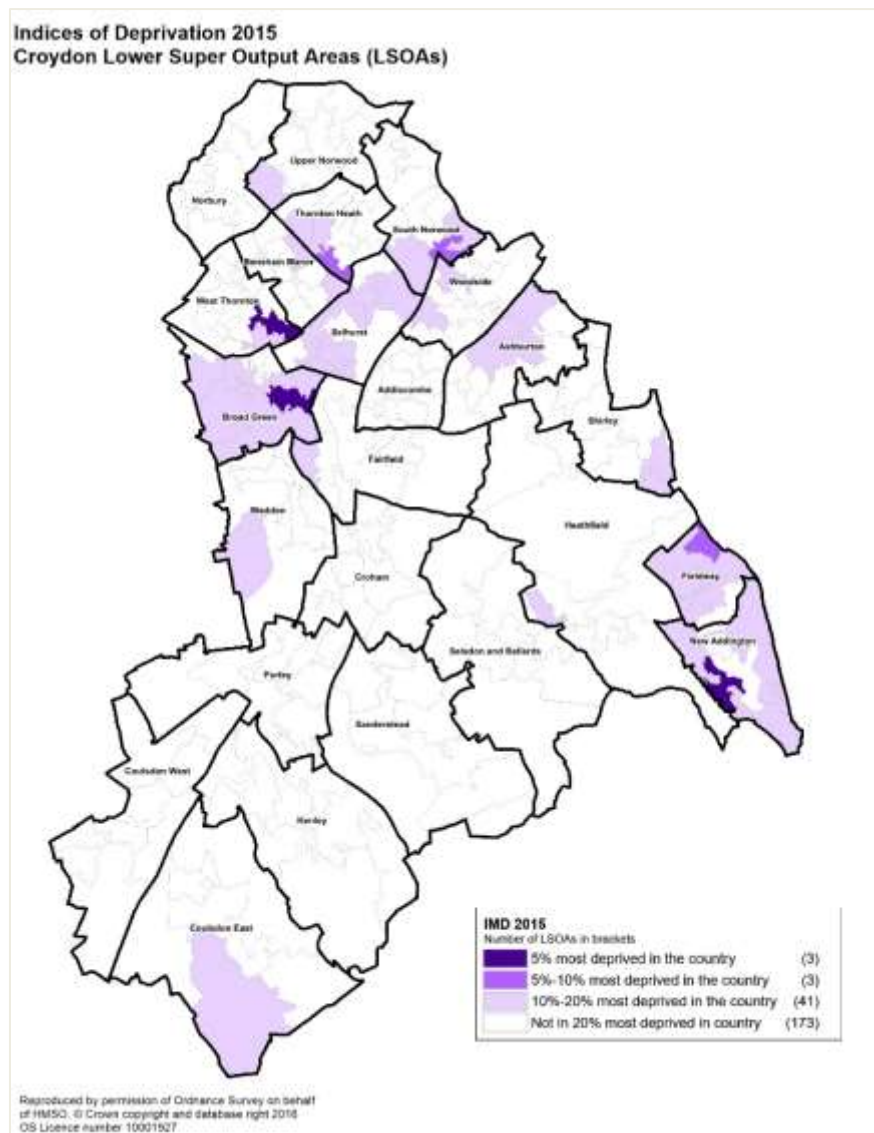 Indices of Deprivation 2015
Croydon Lower Super Output Areas (LSOAs)
Upper Norwood
Norbury
Thornton Heath
South Norwood
Bensham Manor
Woodside
West Thornton
Selhurst
Ashburton
Addiscombe
Broad Green
Shirley
Fairfield
Waddon
Heathfield
Croham
Fieldway
New Addington
Selsdon and Ballards
Purley
Sanderstead
Coulsdon West
Kenley
Coulsdon East
IMD 2015
Number of LSOAs in brackets
5% most deprived in the country (3)
5%-10% most deprived in the country (3)
10%-20% most deprived in the country (41)
Not in 20% most deprived in country (173)
Reproduced by permission of Ordnance Survey on behalf
of HMSO. © Crown copyright and database right 2016
OS Licence number 10001927